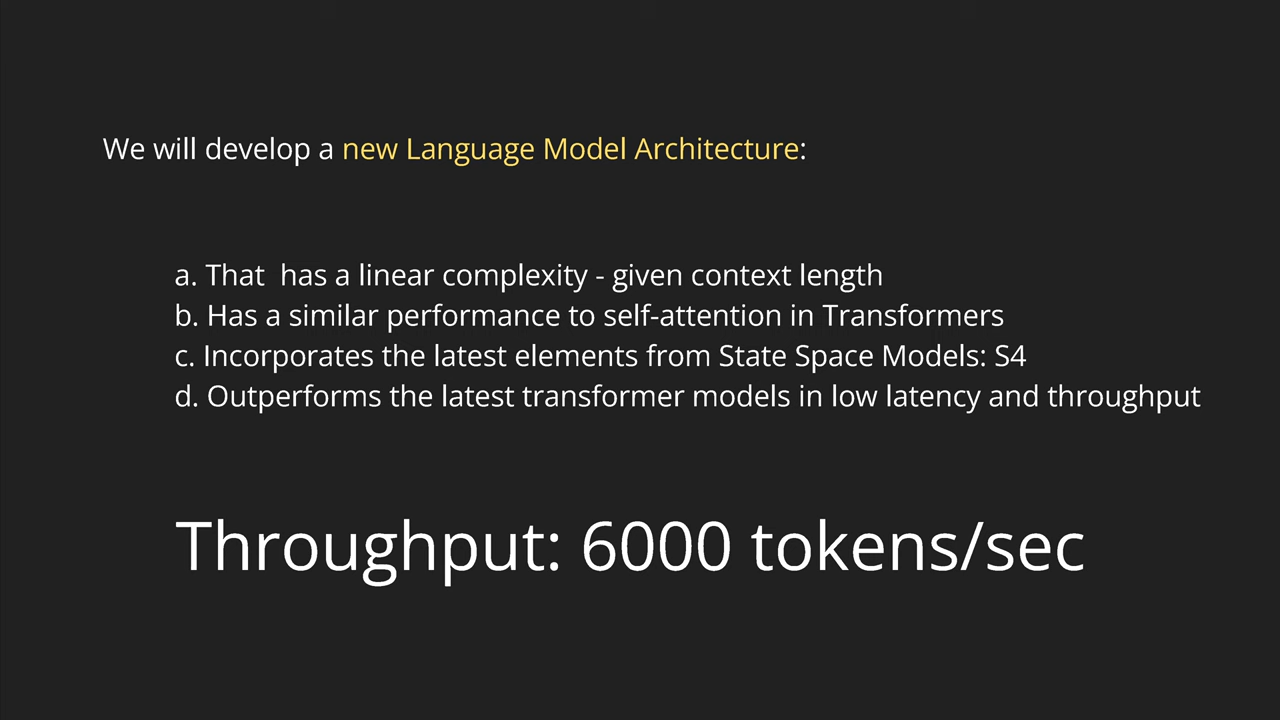 We will develop a new Language Model Architecture:
a. That  has a linear complexity - given context length
b. Has a similar performance to self-attention in Transformers
c. Incorporates the latest elements from State Space Models: S4
d. Outperforms the latest transformer models in low latency and throughput
Throughput: 6000 tokens/sec